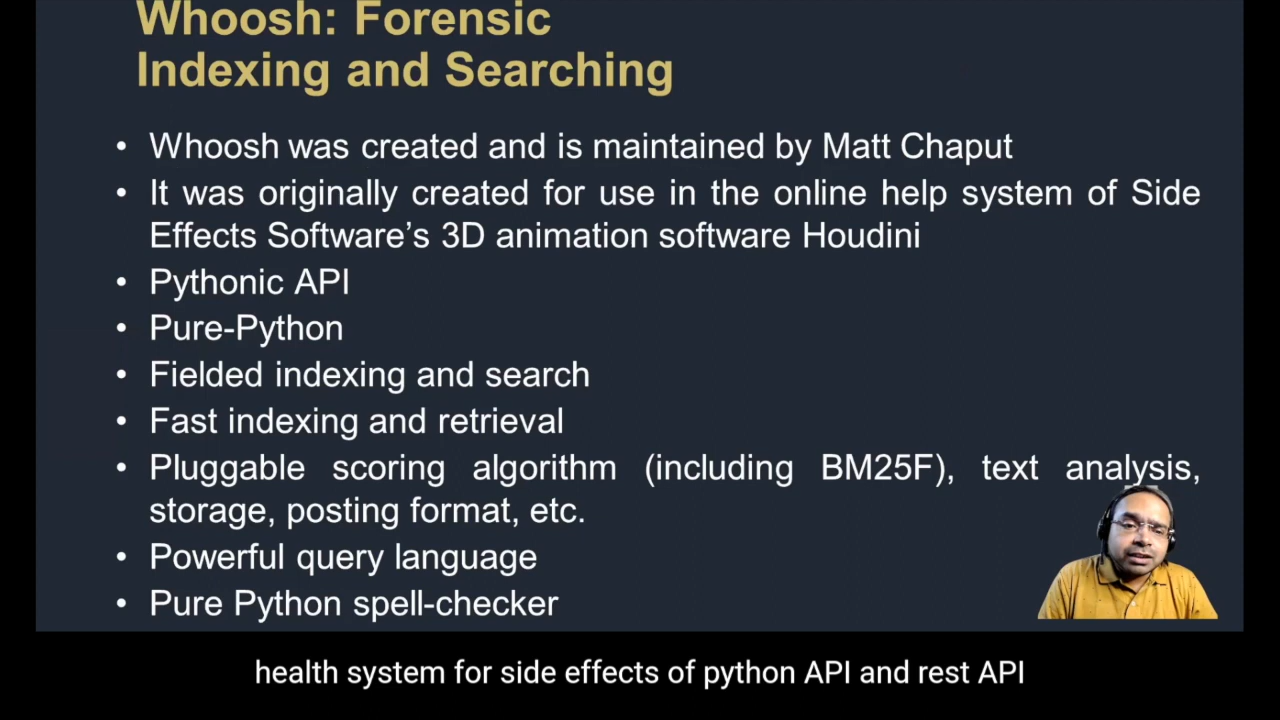 Whoosh: Forensic
Indexing and Searching
• Whoosh was created and is maintained by Matt Chaput
• It was originally created for use in the online help system of Side
Effects Software’s 3D animation software Houdini
• Pythonic API
• Pure-Python
• Fielded indexing and search
• Fast indexing and retrieval
• Pluggable scoring algorithm (including BM25F), text analysis,
storage, posting format, etc.
• Powerful query language
• Pure Python spell-checker
health system for side effects of python API and rest API